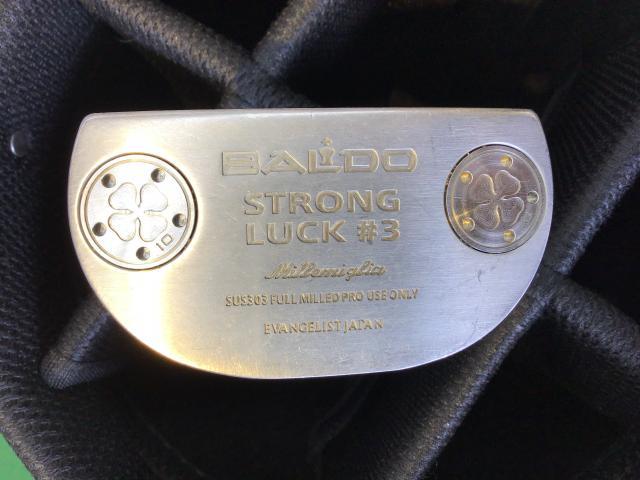 BALDO
STRONG
LUCK #3
Millemiglia
SUS303 FULL MILLED PRO USE ONLY
EVANGELIST JAPAN
10